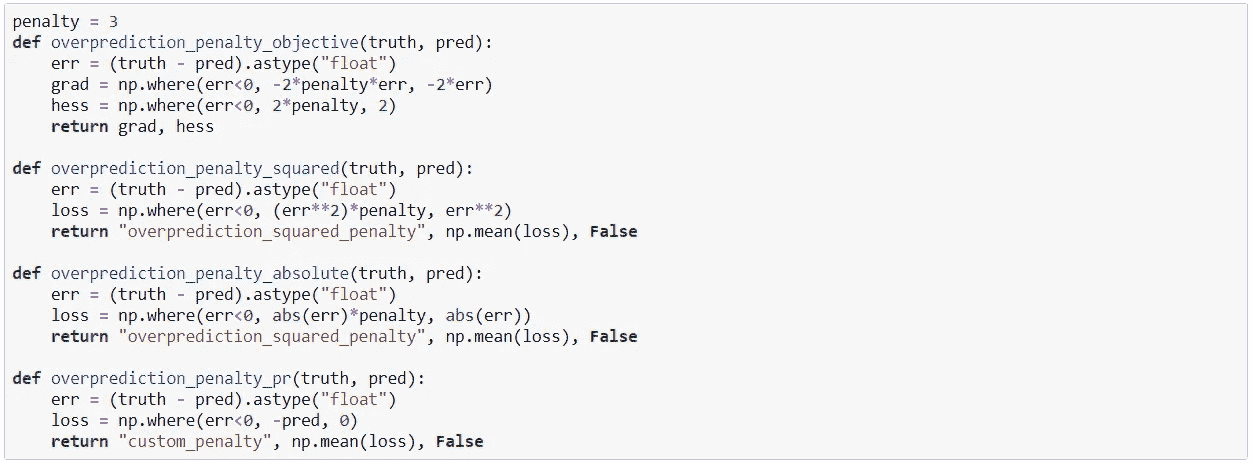 penalty = 3
def overprediction_penalty_objective(truth, pred):
    err = (truth - pred).astype("float")
    grad = np.where(err<0, -2*penalty*err, -2*err)
    hess = np.where(err<0, 2*penalty, 2)
    return grad, hess

def overprediction_penalty_squared(truth, pred):
    err = (truth - pred).astype("float")
    loss = np.where(err<0, (err**2)*penalty, err**2)
    return "overprediction_squared_penalty", np.mean(loss), False

def overprediction_penalty_absolute(truth, pred):
    err = (truth - pred).astype("float")
    loss = np.where(err<0, abs(err)*penalty, abs(err))
    return "overprediction_squared_penalty", np.mean(loss), False

def overprediction_penalty_pr(truth, pred):
    err = (truth - pred).astype("float")
    loss = np.where(err<0, -pred, 0)
    return "custom_penalty", np.mean(loss), False